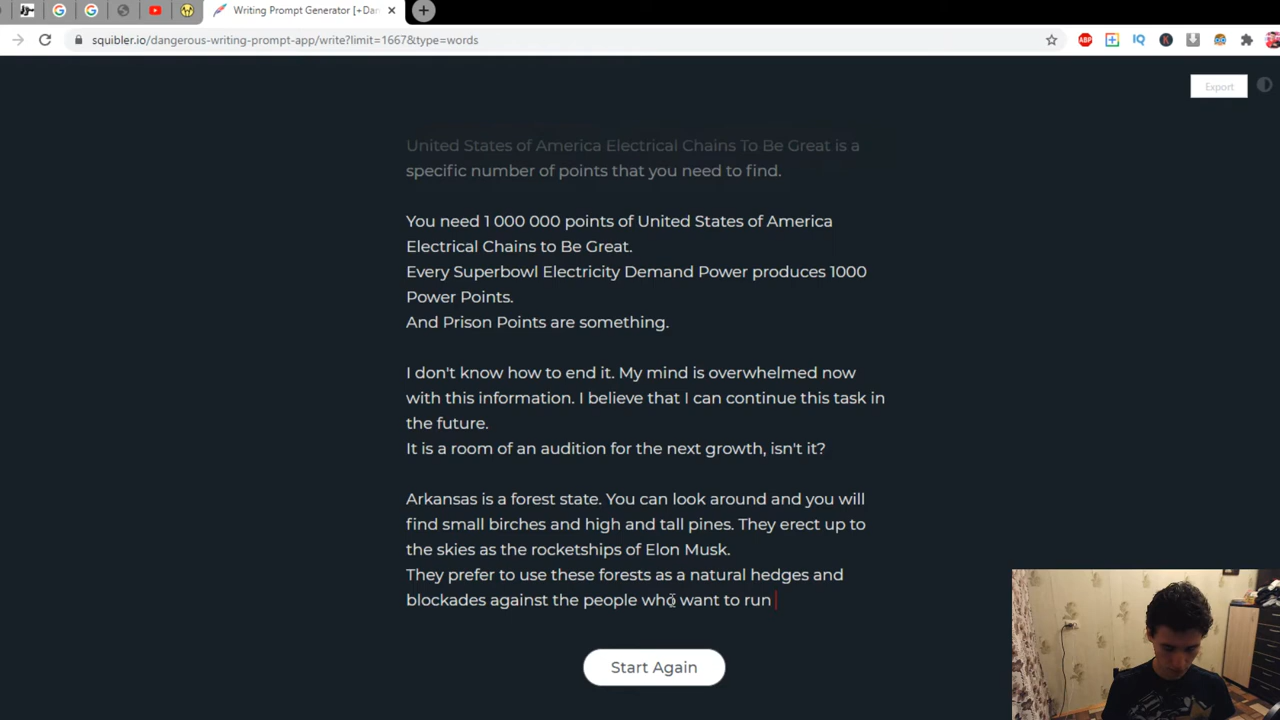 Writing Prompt Generator [+Dan
squibler.io/dangerous-writing-prompt-app/write?limit=1667&type=words
ABP
IQ
K
Export
United States of America Electrical Chains To Be Great is a
specific number of points that you need to find.
You need 1 000 000 points of United States of America
Electrical Chains to Be Great.
Every Superbowl Electricity Demand Power produces 1000
Power Points.
And Prison Points are something.
I don't know how to end it. My mind is overwhelmed now
with this information. I believe that I can continue this task in
the future.
It is a room of an audition for the next growth, isn't it?
Arkansas is a forest state. You can look around and you will
find small birches and high and tall pines. They erect up to
the skies as the rocketships of Elon Musk.
They prefer to use these forests as a natural hedges and
blockades against the people who want to run
Start Again